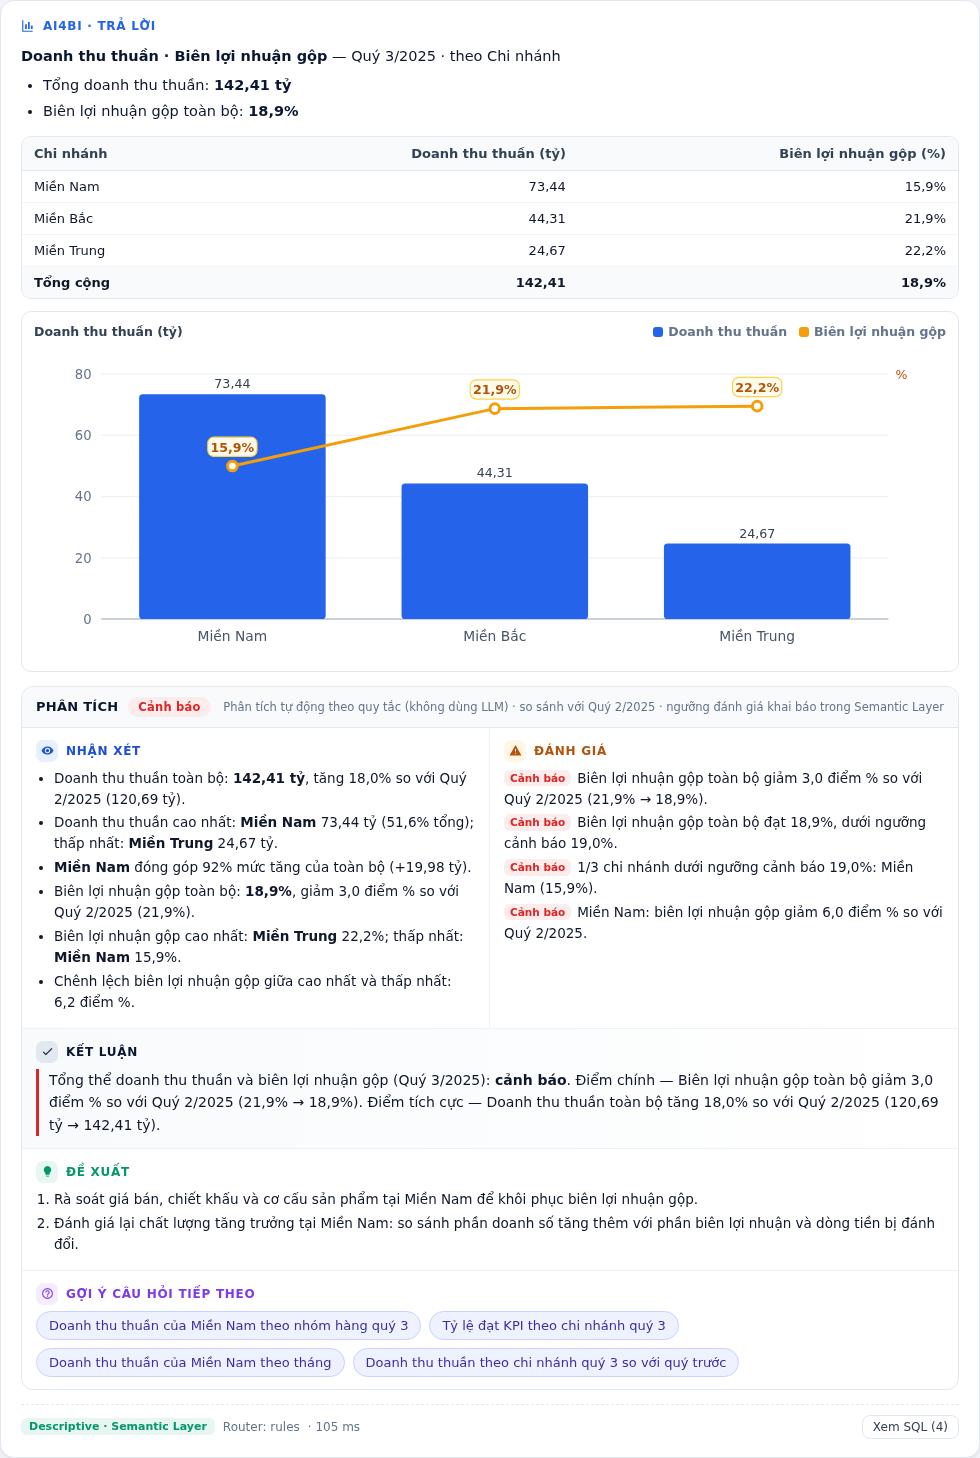 AI4BI · TRẢ LỜI
Doanh thu thuần · Biên lợi nhuận gộp — Quý 3/2025 · theo Chi nhánh
• Tổng doanh thu thuần: 142,41 tỷ
• Biên lợi nhuận gộp toàn bộ: 18,9%
Chi nhánh Doanh thu thuần (tỷ) Biên lợi nhuận gộp (%)
Miền Nam 73,44 15,9%
Miền Bắc 44,31 21,9%
Miền Trung 24,67 22,2%
Tổng cộng 142,41 18,9%
Doanh thu thuần (tỷ) Doanh thu thuần Biên lợi nhuận gộp
80 %
73,44
21,9%
22,2%
60
15,9%
44,31
40
24,67
20
0
Miền Nam Miền Bắc Miền Trung
PHÂN TÍCH Cảnh báo Phân tích tự động theo quy tắc (không dùng LLM) · so sánh với Quý 2/2025 · ngưỡng đánh giá khai báo trong Semantic Layer
NHẬN XÉT
• Doanh thu thuần toàn bộ: 142,41 tỷ, tăng 18,0% so với Quý
2/2025 (120,69 tỷ).
• Doanh thu thuần cao nhất: Miền Nam 73,44 tỷ (51,6% tổng);
thấp nhất: Miền Trung 24,67 tỷ.
• Miền Nam đóng góp 92% mức tăng của toàn bộ (+19,98 tỷ).
• Biên lợi nhuận gộp toàn bộ: 18,9%, giảm 3,0 điểm % so với
Quý 2/2025 (21,9%).
• Biên lợi nhuận gộp cao nhất: Miền Trung 22,2%; thấp nhất:
Miền Nam 15,9%.
• Chênh lệch biên lợi nhuận gộp giữa cao nhất và thấp nhất:
6,2 điểm %.
ĐÁNH GIÁ
Cảnh báo Biên lợi nhuận gộp toàn bộ giảm 3,0 điểm % so với
Quý 2/2025 (21,9% → 18,9%).
Cảnh báo Biên lợi nhuận gộp toàn bộ đạt 18,9%, dưới ngưỡng
cảnh báo 19,0%.
Cảnh báo 1/3 chi nhánh dưới ngưỡng cảnh báo 19,0%: Miền
Nam (15,9%).
Cảnh báo Miền Nam: biên lợi nhuận gộp giảm 6,0 điểm % so với
Quý 2/2025.
KẾT LUẬN
Tổng thể doanh thu thuần và biên lợi nhuận gộp (Quý 3/2025): cảnh báo. Điểm chính — Biên lợi nhuận gộp toàn bộ giảm 3,0
điểm % so với Quý 2/2025 (21,9% → 18,9%). Điểm tích cực — Doanh thu thuần toàn bộ tăng 18,0% so với Quý 2/2025 (120,69
tỷ → 142,41 tỷ).
ĐỀ XUẤT
1. Rà soát giá bán, chiết khấu và cơ cấu sản phẩm tại Miền Nam để khôi phục biên lợi nhuận gộp.
2. Đánh giá lại chất lượng tăng trưởng tại Miền Nam: so sánh phần doanh số tăng thêm với phần biên lợi nhuận và dòng tiền bị đánh
đổi.
GỢI Ý CÂU HỎI TIẾP THEO
Doanh thu thuần của Miền Nam theo nhóm hàng quý 3 Tỷ lệ đạt KPI theo chi nhánh quý 3
Doanh thu thuần của Miền Nam theo tháng Doanh thu thuần theo chi nhánh quý 3 so với quý trước
Descriptive · Semantic Layer Router: rules · 105 ms Xem SQL (4)